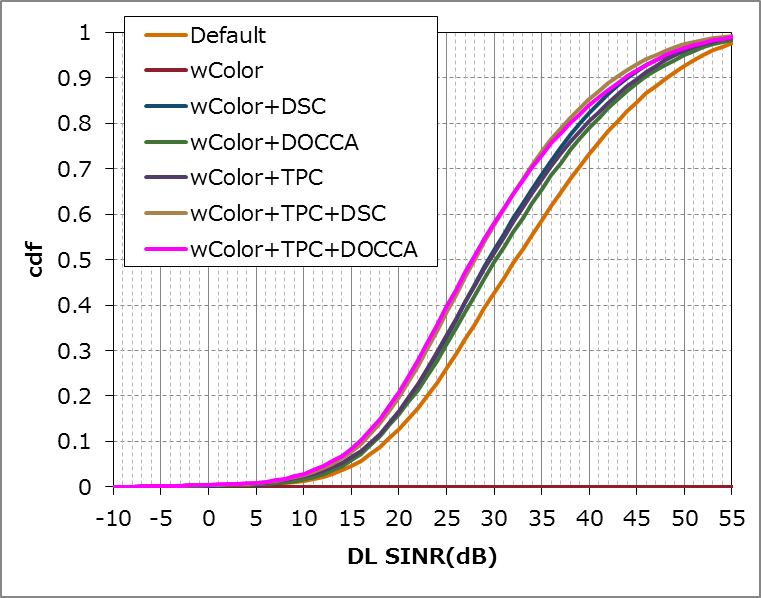 Default
wColor
wColor+DSC
wColor+DOCCA
wColor+TPC
wColor+TPC+DSC
wColor+TPC+DOCCA
cdf
1
0.9
0.8
0.7
0.6
0.5
0.4
0.3
0.2
0.1
0
-10 -5 0 5 10 15 20 25 30 35 40 45 50 55
DL SINR(dB)